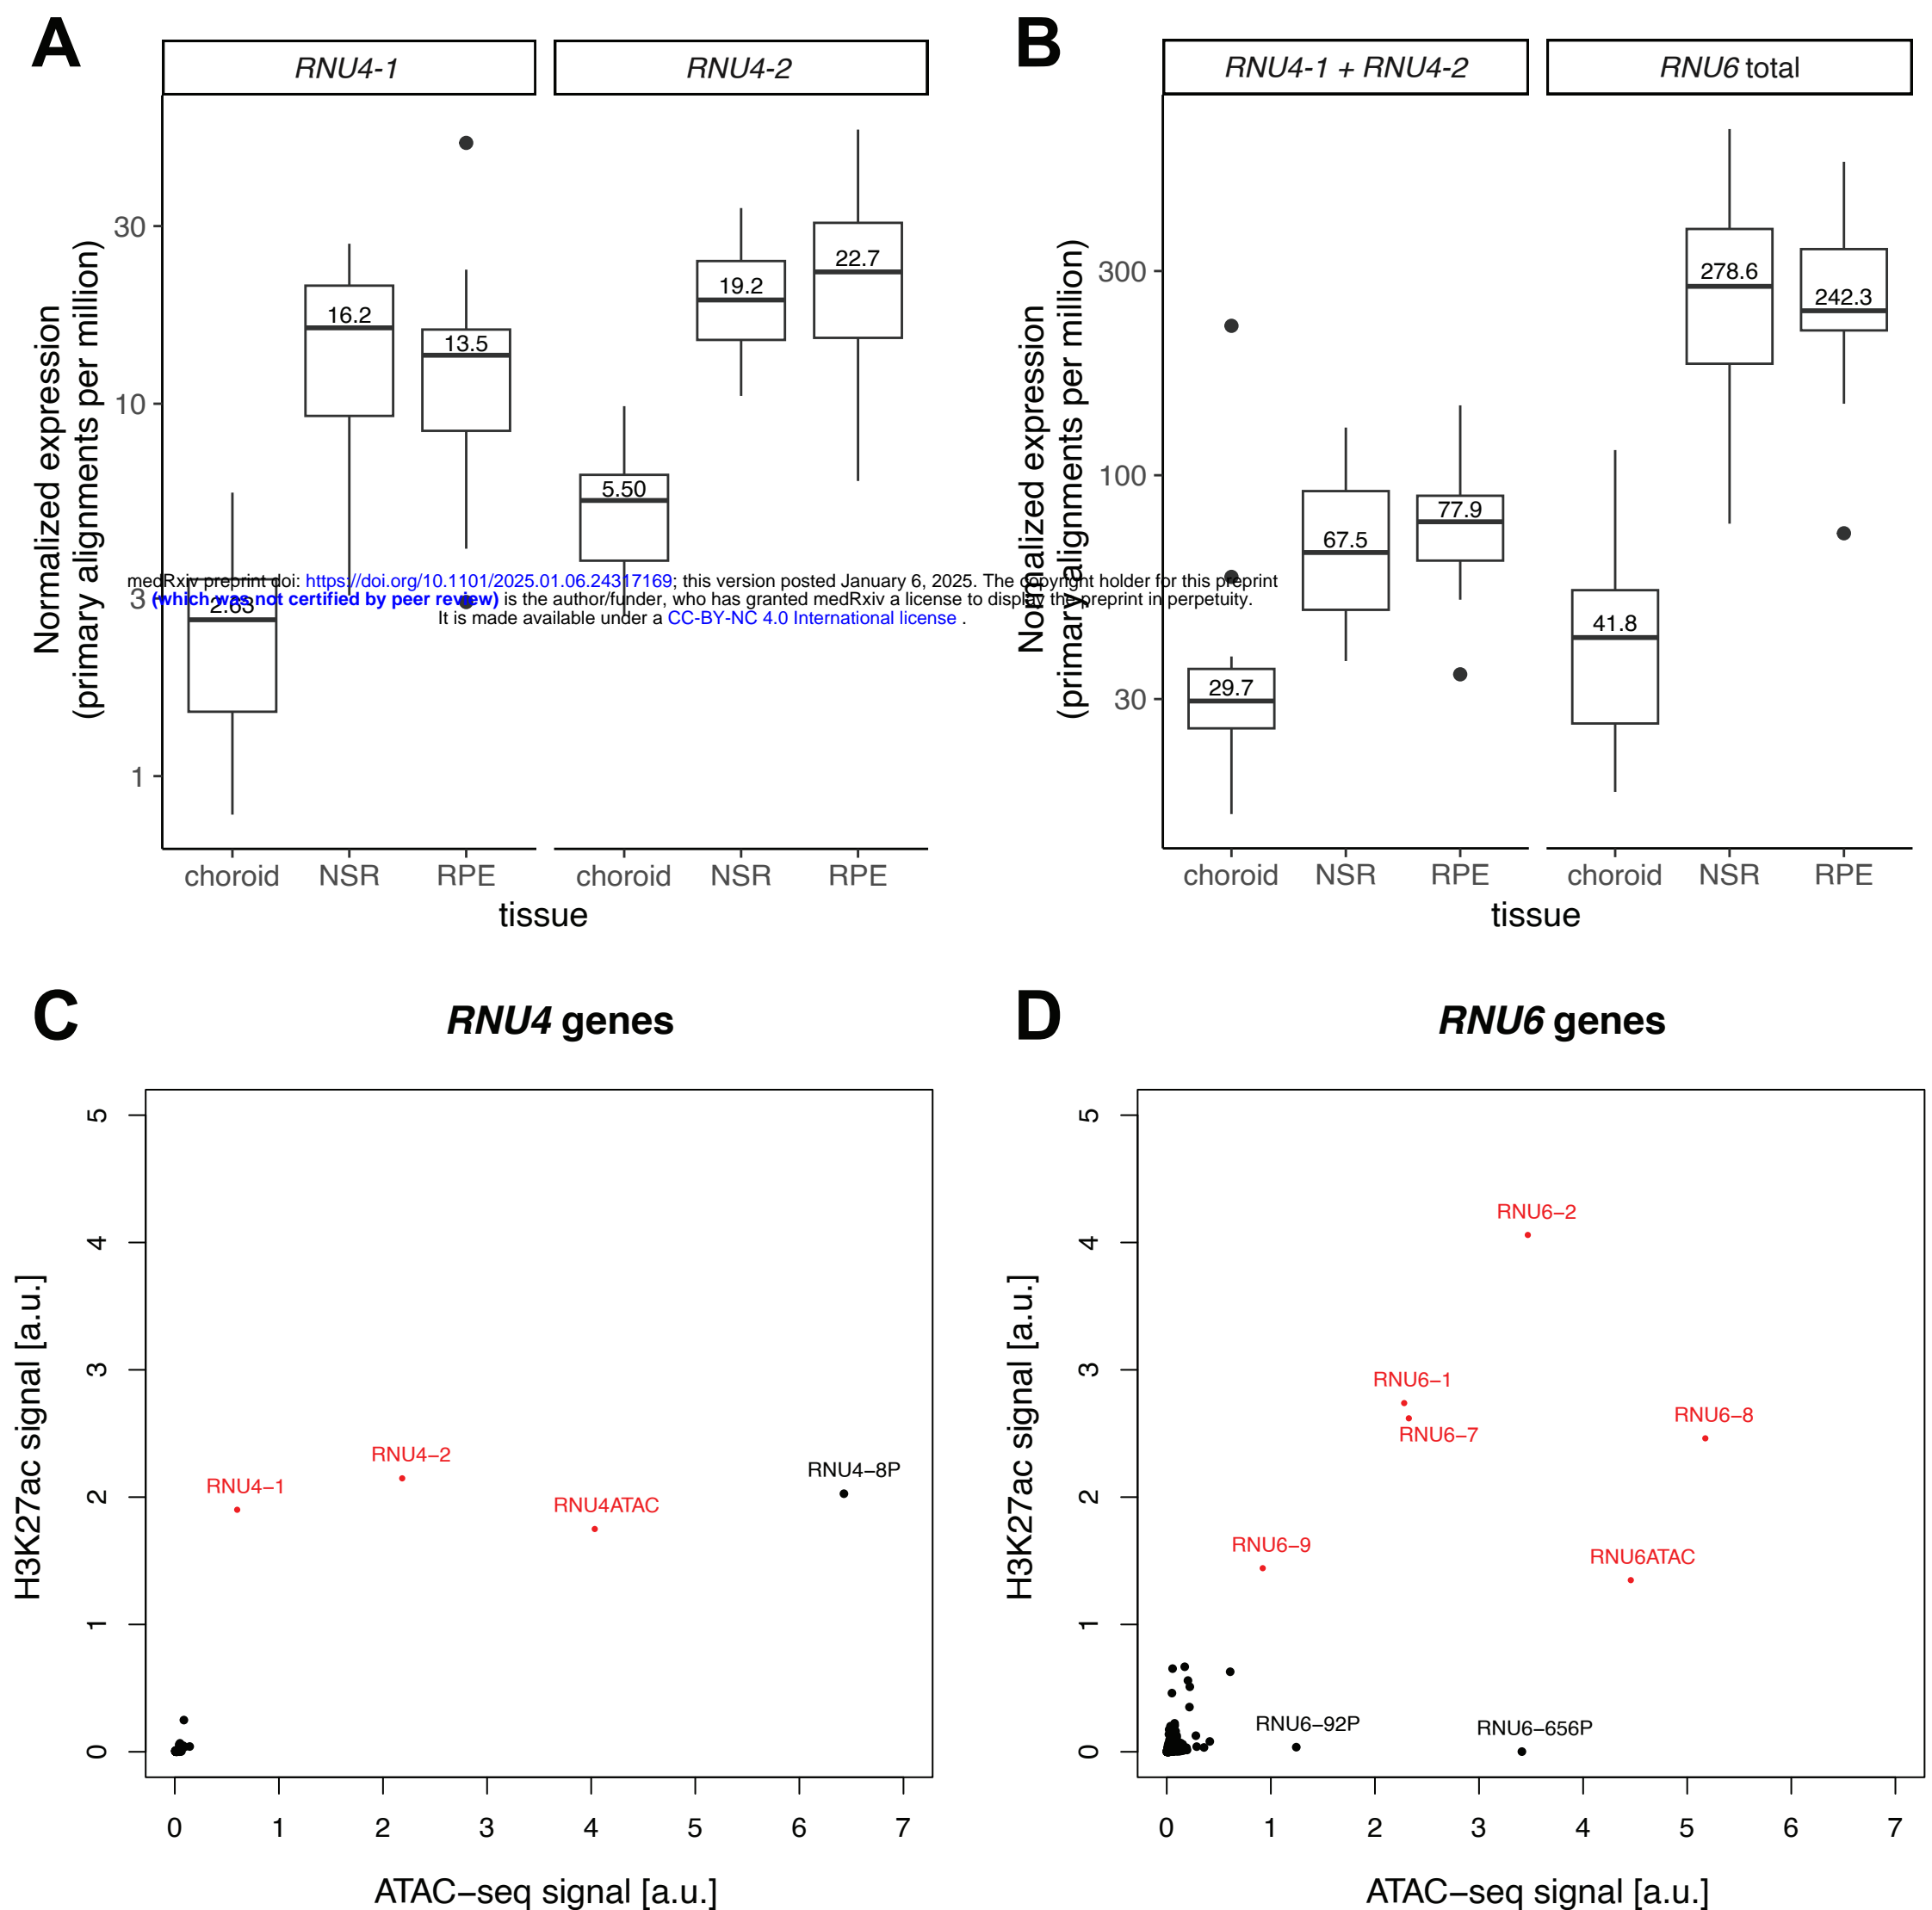 A
RNU4-1
RNU4-2
Normalized expression
(primary alignments per million)
30
10
3
1
16.2
13.5
2.63
5.50
19.2
22.7
choroid
NSR
RPE
choroid
NSR
RPE
tissue
B
RNU4-1 + RNU4-2
RNU6 total
Normalized expression
(primary alignments per million)
300
100
30
29.7
67.5
77.9
41.8
278.6
242.3
choroid
NSR
RPE
choroid
NSR
RPE
tissue
medRxiv preprint doi: https://doi.org/10.1101/2025.01.06.24317169; this version posted January 6, 2025. The copyright holder for this preprint
(which was not certified by peer review) is the author/funder, who has granted medRxiv a license to display the preprint in perpetuity.
It is made available under a CC-BY-NC 4.0 International license .
C
RNU4 genes
H3K27ac signal [a.u.]
5
4
3
2
1
0
RNU4−1
RNU4−2
RNU4ATAC
RNU4−8P
0 1 2 3 4 5 6 7
ATAC−seq signal [a.u.]
D
RNU6 genes
H3K27ac signal [a.u.]
5
4
3
2
1
0
RNU6−2
RNU6−1
RNU6−7
RNU6−8
RNU6−9
RNU6ATAC
RNU6−92P
RNU6−656P
0 1 2 3 4 5 6 7
ATAC−seq signal [a.u.]